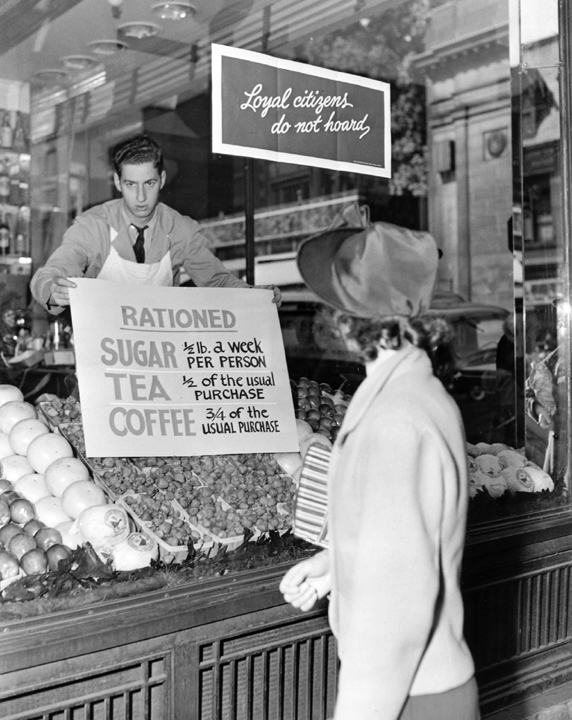 Loyal citizens
do not hoard
RATIONED
SUGAR ½ lb. a week
PER PERSON
TEA ½ of the usual
PURCHASE
COFFEE 3/4 of the
USUAL PURCHASE